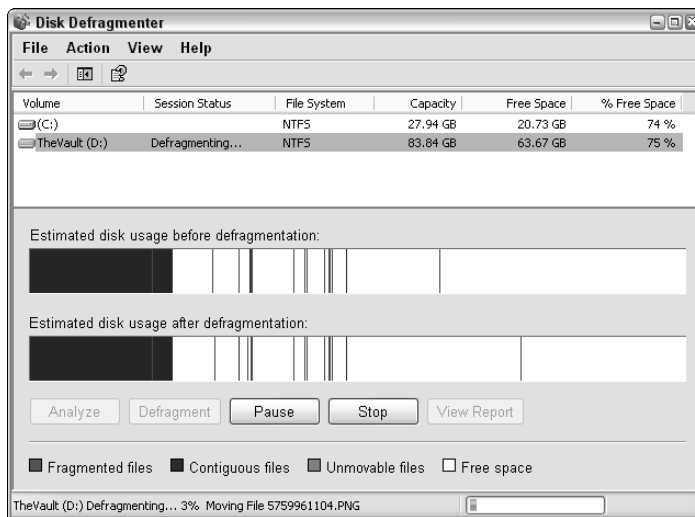 Disk Defragmenter
File Action View Help
Volume Session Status File System Capacity Free Space % Free Space
(C:) NTFS 27.94 GB 20.73 GB 74 %
TheVault (D:) Defragmenting... NTFS 83.84 GB 63.67 GB 75 %
Estimated disk usage before defragmentation:
Estimated disk usage after defragmentation:
Analyze Defragment Pause Stop View Report
Fragmented files Contiguous files Unmovable files Free space
TheVault (D:) Defragmenting... 3% Moving File 5759961104.PNG